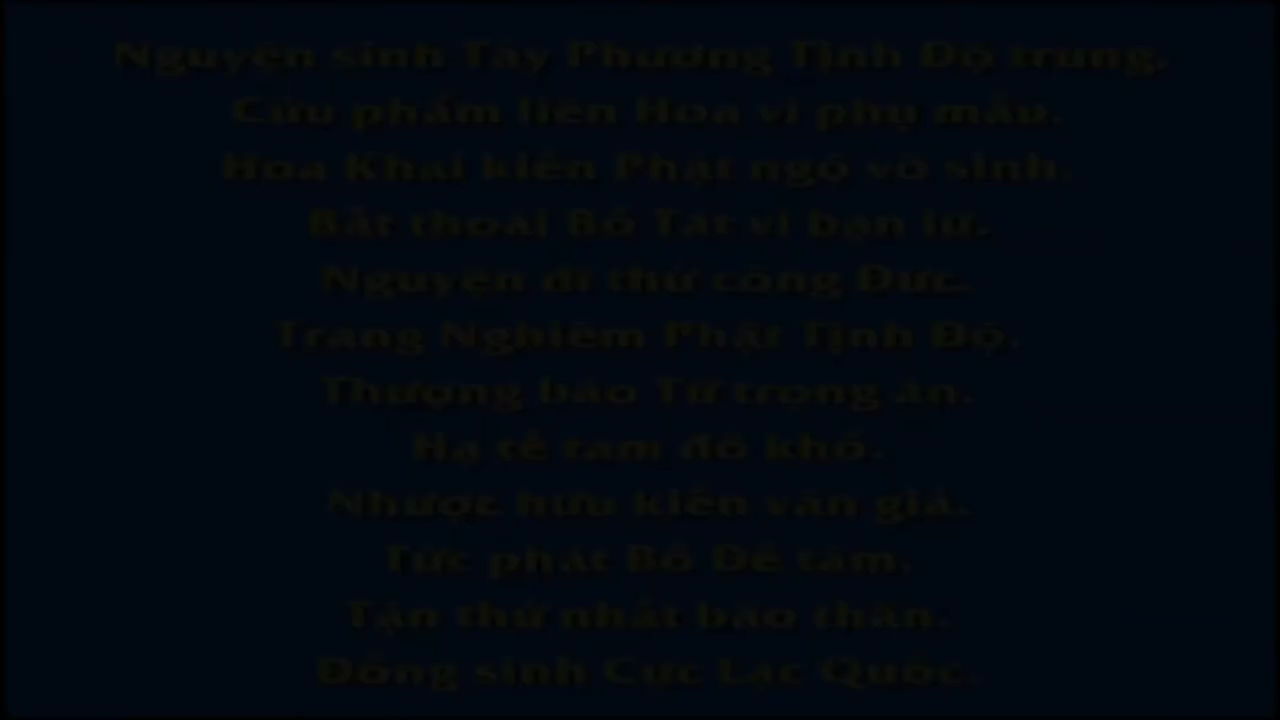 Nguyện sinh Tây Phương Tịnh Độ trung,
Cửu phẩm liên Hoa vi phụ mẫu.
Hoa Khai kiến Phật ngộ vô sinh.
Bất thoái Bồ Tát vi bạn lữ.
Nguyện dĩ thử công Đức.
Trang Nghiêm Phật Tịnh Độ.
Thượng báo Tứ trọng ân.
Hạ tế tam đồ khổ.
Nhược hữu kiến văn giả.
Tức phát Bồ Đề tâm.
Tận thử nhất báo thân.
Đồng sinh Cực Lạc Quốc.